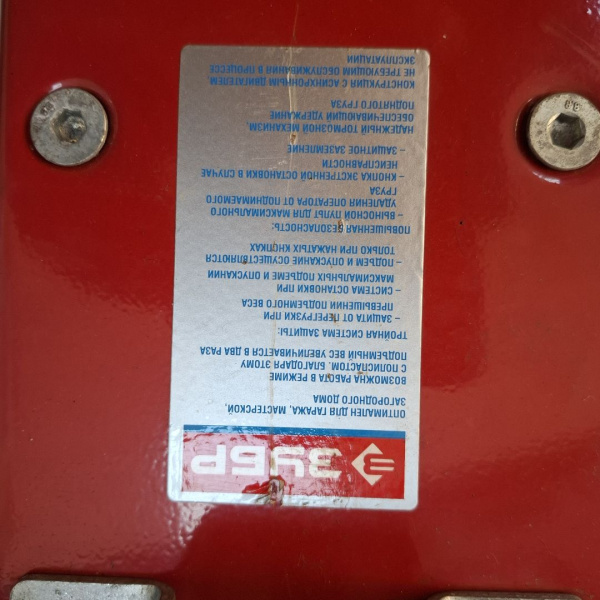 ЗУБР
ОПТИМАЛЕН ДЛЯ ГАРАЖА, МАСТЕРСКОЙ,
ЗАГОРОДНОГО ДОМА
ВОЗМОЖНА РАБОТА В РЕЖИМЕ
С ПОЛИСПАСТОМ. БЛАГОДАРЯ ЭТОМУ
ПОДЪЕМНЫЙ ВЕС УВЕЛИЧИВАЕТСЯ В ДВА РАЗА
ТРОЙНАЯ СИСТЕМА ЗАЩИТЫ:
– ЗАЩИТА ОТ ПЕРЕГРУЗКИ ПРИ
ПРЕВЫШЕНИИ ПОДЪЕМНОГО ВЕСА
– СИСТЕМА ОСТАНОВКИ ПРИ
МАКСИМАЛЬНЫХ ПОДЪЕМЕ И ОПУСКАНИИ
– ПОДЪЕМ И ОПУСКАНИЕ ОСУЩЕСТВЛЯЮТСЯ
ТОЛЬКО ПРИ НАЖАТЫХ КНОПКАХ
ПОВЫШЕННАЯ БЕЗОПАСНОСТЬ:
– ВЫНОСНОЙ ПУЛЬТ ДЛЯ МАКСИМАЛЬНОГО
УДАЛЕНИЯ ОПЕРАТОРА ОТ ПОДНИМАЕМОГО
ГРУЗА
– КНОПКА ЭКСТРЕННОЙ ОСТАНОВКИ В СЛУЧАЕ
НЕИСПРАВНОСТИ
– ЗАЩИТНОЕ ЗАЗЕМЛЕНИЕ
НАДЕЖНЫЙ ТОРМОЗНОЙ МЕХАНИЗМ,
ОБЕСПЕЧИВАЮЩИЙ УДЕРЖАНИЕ
ПОДНЯТОГО ГРУЗА
КОНСТРУКЦИЯ С АСИНХРОННЫМ ДВИГАТЕЛЕМ,
НЕ ТРЕБУЮЩИМ ОБСЛУЖИВАНИЯ В ПРОЦЕССЕ
ЭКСПЛУАТАЦИИ
8.8